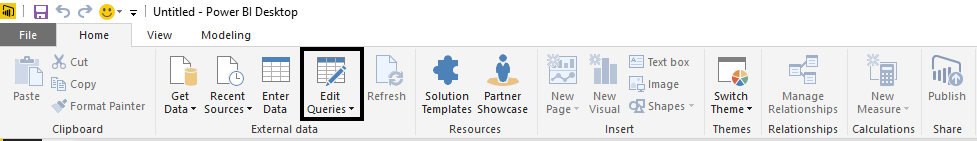 Untitled - Power BI Desktop
File Home View Modeling
Paste
Cut
Copy
Format Painter
Clipboard
Get
Data
Recent
Sources
Enter
Data
Edit
Queries
Refresh
External data
Solution
Templates
Partner
Showcase
Resources
New
Page
New
Visual
Text box
Image
Shapes
Insert
Switch
Theme
Themes
Manage
Relationships
Relationships
New
Measure
Calculations
Publish
Share